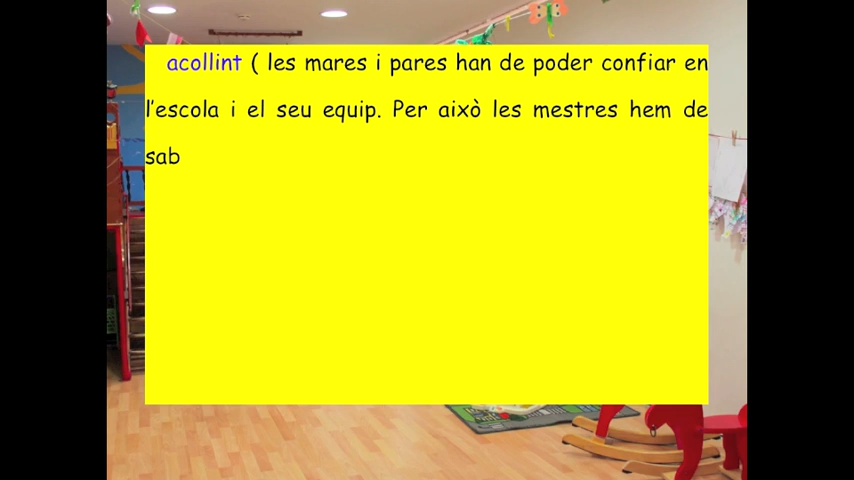 acollint ( les mares i pares han de poder confiar en
l'escola i el seu equip. Per això les mestres hem de
sab